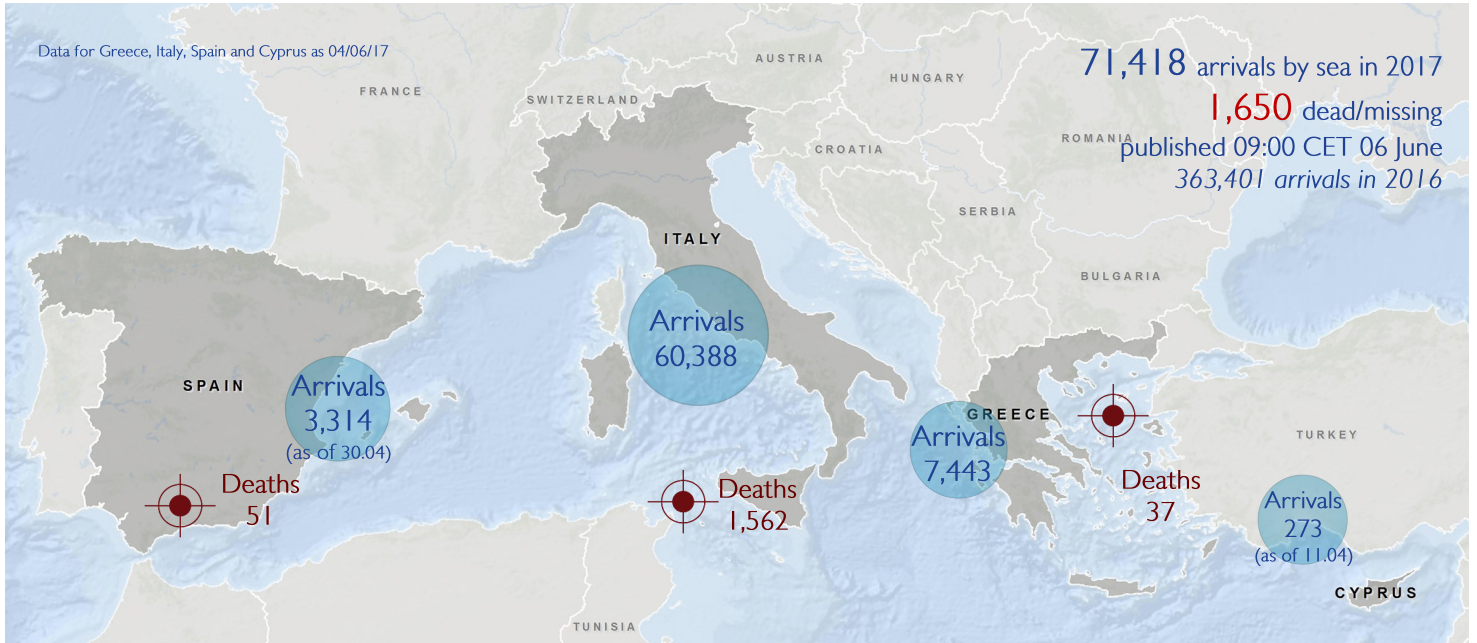 Data for Greece, Italy, Spain and Cyprus as 04/06/17
71,418 arrivals by sea in 2017
1,650 dead/missing
published 09:00 CET 06 June
363,401 arrivals in 2016
AUSTRIA
HUNGARY
FRANCE
SWITZERLAND
ROMANIA
CROATIA
SERBIA
ITALY
BULGARIA
Arrivals
60,388
SPAIN
Arrivals
3,314
(as of 30.04)
GREECE
Arrivals
7,443
TURKEY
Deaths
51
Deaths
1,562
Deaths
37
Arrivals
273
(as of 11.04)
CYPRUS
TUNISIA